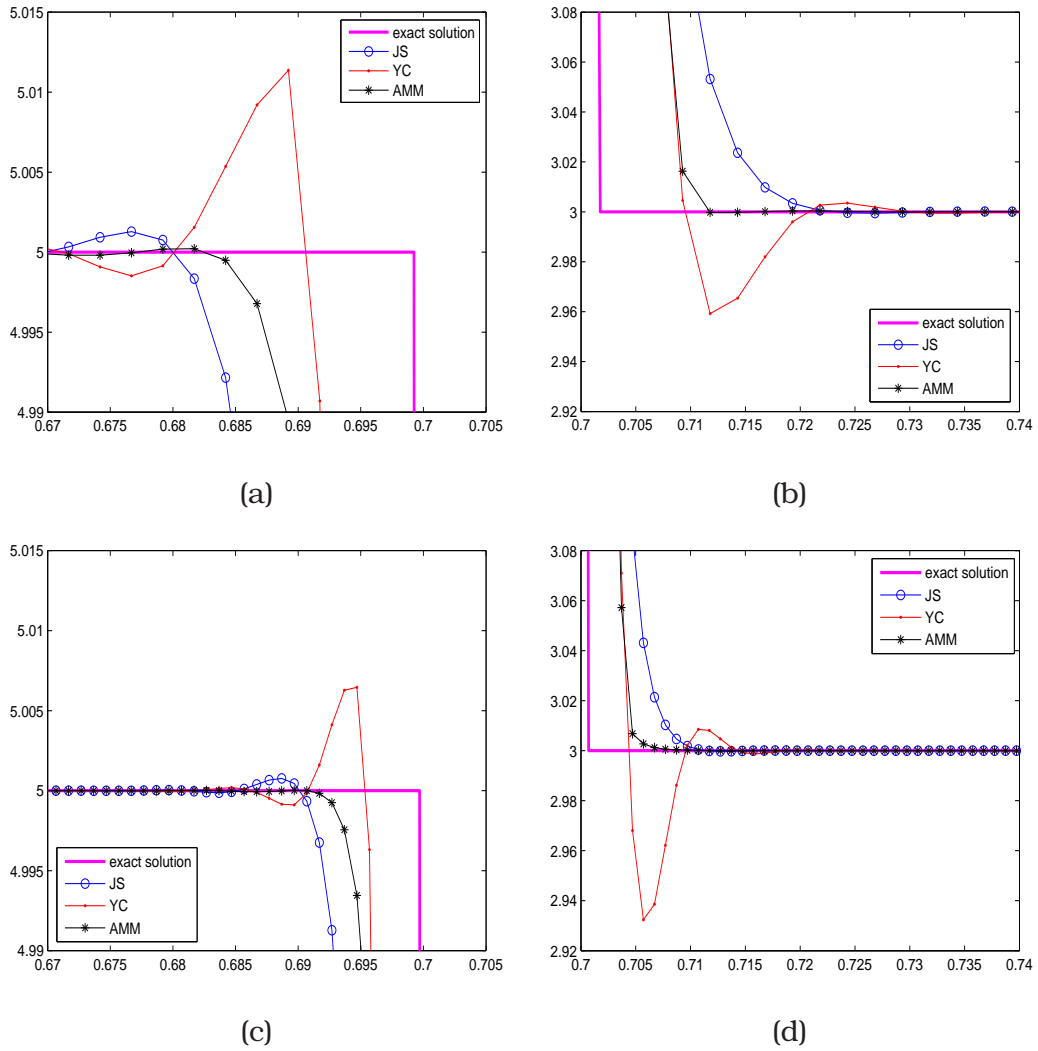 5.015
5.01
5.005
5
4.995
4.99
0.67 0.675 0.68 0.685 0.69 0.695 0.7 0.705
exact solution
JS
YC
AMM
(a)
3.08
3.06
3.04
3.02
3
2.98
2.96
2.94
2.92
0.7 0.705 0.71 0.715 0.72 0.725 0.73 0.735 0.74
exact solution
JS
YC
AMM
(b)
5.015
5.01
5.005
5
4.995
4.99
0.67 0.675 0.68 0.685 0.69 0.695 0.7 0.705
exact solution
JS
YC
AMM
(c)
3.08
3.06
3.04
3.02
3
2.98
2.96
2.94
2.92
0.7 0.705 0.71 0.715 0.72 0.725 0.73 0.735 0.74
exact solution
JS
YC
AMM
(d)